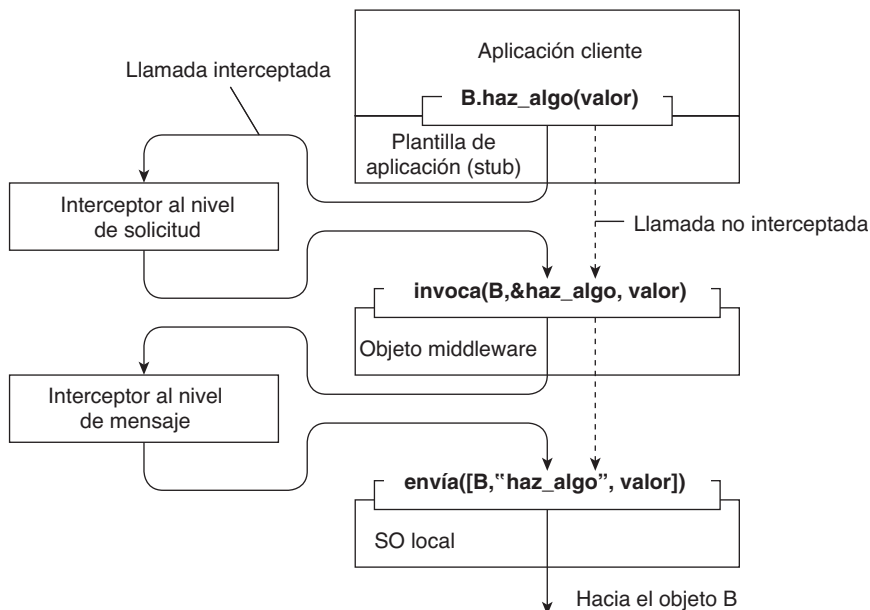 Aplicación cliente
Llamada interceptada
B.haz_algo(valor)
Plantilla de
aplicación (stub)
Interceptor al nivel
de solicitud
Llamada no interceptada
invoca(B,&haz_algo, valor)
Objeto middleware
Interceptor al nivel
de mensaje
envía([B,"haz_algo”, valor])
SO local
Hacia el objeto B